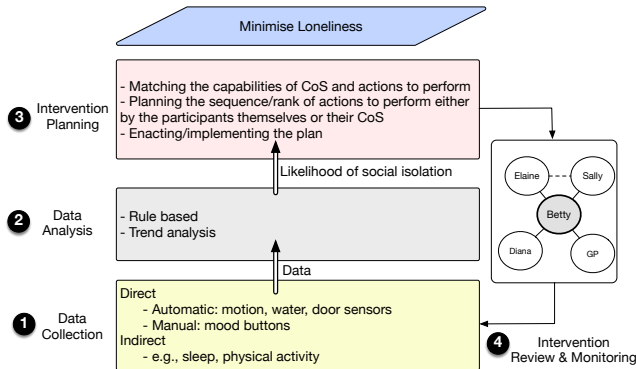 Minimise Loneliness
3 Intervention
Planning
- Matching the capabilities of CoS and actions to perform
- Planning the sequence/rank of actions to perform either
by the participants themselves or their CoS
- Enacting/implementing the plan
Likelihood of social isolation
Elaine
Sally
Betty
Diana
GP
2 Data
Analysis
- Rule based
- Trend analysis
Data
1 Data
Collection
Direct
- Automatic: motion, water, door sensors
- Manual: mood buttons
Indirect
- e.g., sleep, physical activity
4 Intervention
Review & Monitoring